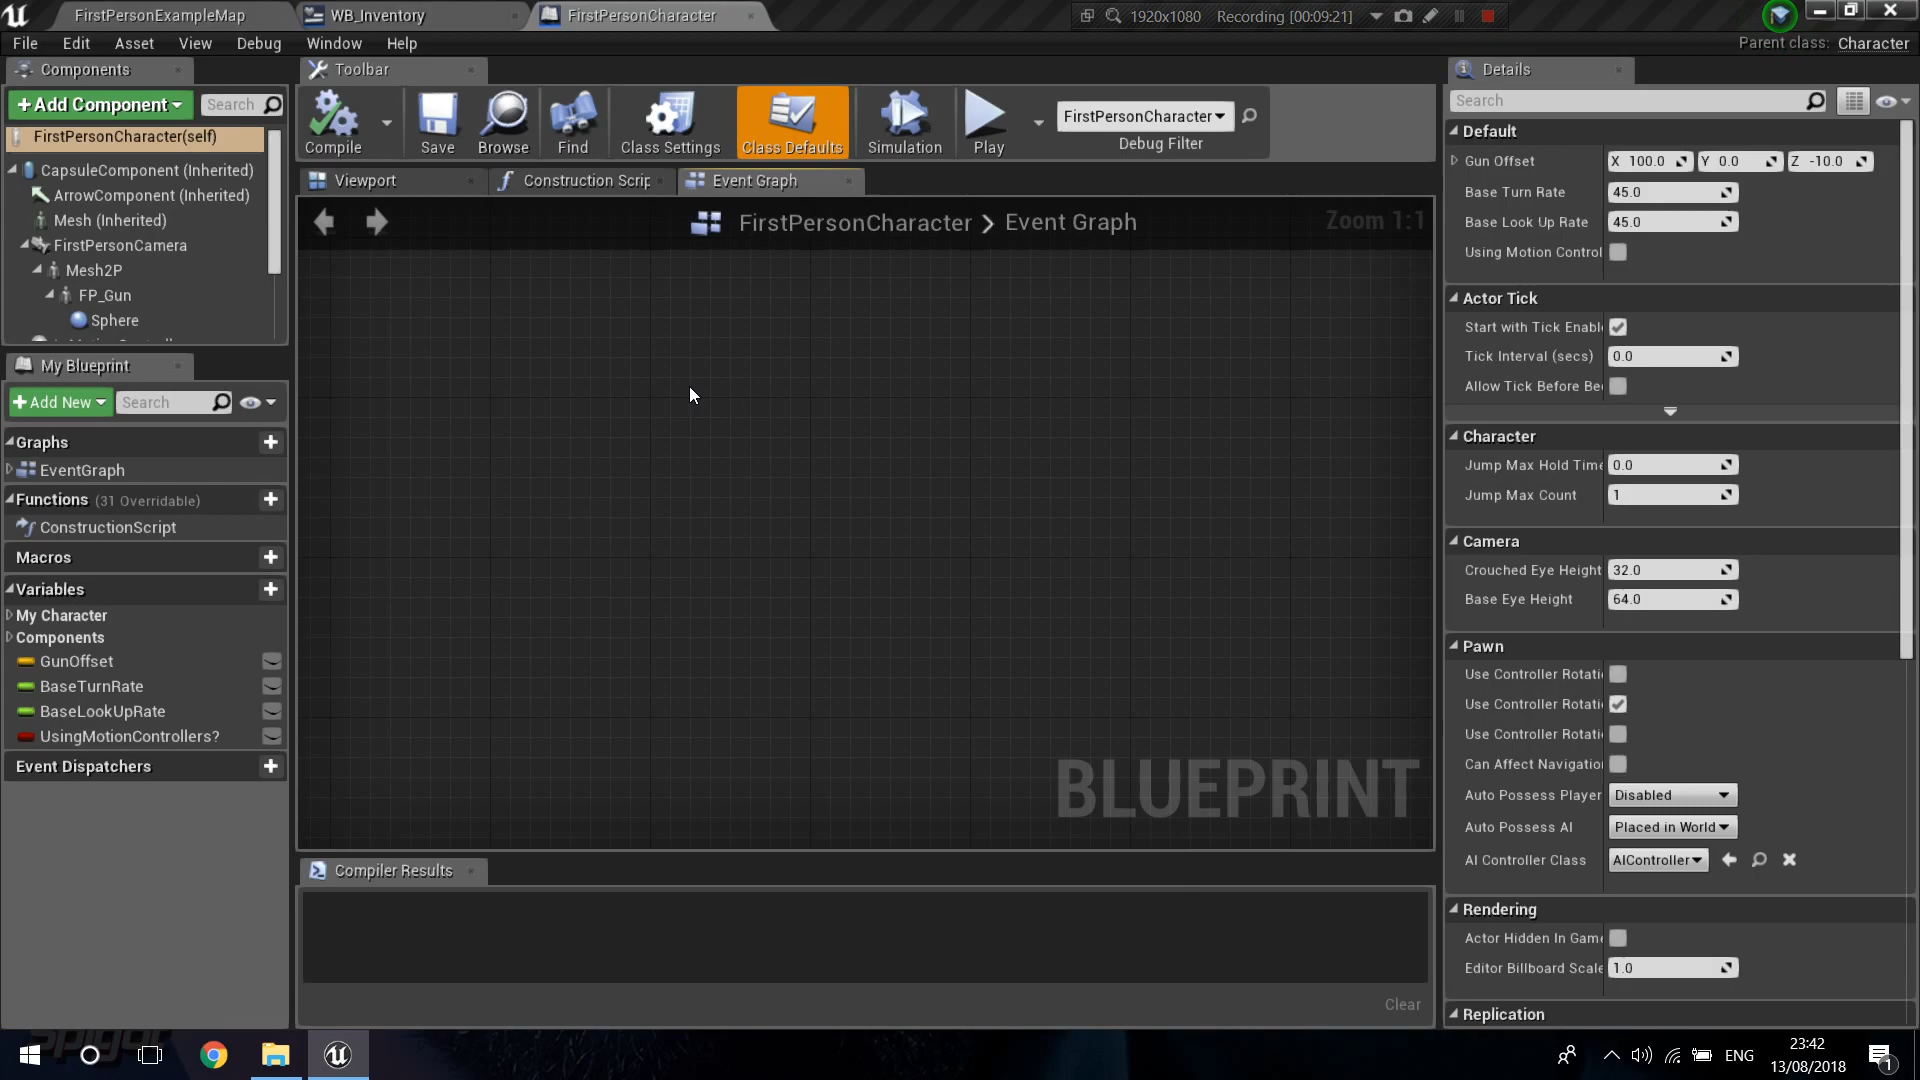 FirstPersonExampleMap
WB_Inventory
FirstPersonCharacter
1920x1080
Recording [00:09:21]
File
Edit
Asset
View
Debug
Window
Help
Parent class: Character
Components
Add Component
Search
FirstPersonCharacter(self)
CapsuleComponent (Inherited)
ArrowComponent (Inherited)
Mesh (Inherited)
FirstPersonCamera
Mesh2P
FP_Gun
Sphere
My Blueprint
Add New
Search
Graphs
EventGraph
Functions (31 Overridable)
ConstructionScript
Macros
Variables
My Character
Components
GunOffset
BaseTurnRate
BaseLookUpRate
UsingMotionControllers?
Event Dispatchers
Toolbar
Compile
Save
Browse
Find
Class Settings
Class Defaults
Simulation
Play
FirstPersonCharacter
Debug Filter
Viewport
Construction Scrip
Event Graph
FirstPersonCharacter > Event Graph
Zoom 1:1
BLUEPRINT
Compiler Results
Clear
Details
Search
Default
Gun Offset X 100.0 Y 0.0 Z -10.0
Base Turn Rate 45.0
Base Look Up Rate 45.0
Using Motion Control
Actor Tick
Start with Tick Enabl
Tick Interval (secs) 0.0
Allow Tick Before Be
Character
Jump Max Hold Time 0.0
Jump Max Count 1
Camera
Crouched Eye Height 32.0
Base Eye Height 64.0
Pawn
Use Controller Rotati
Use Controller Rotati
Use Controller Rotati
Can Affect Navigation
Auto Possess Player Disabled
Auto Possess AI Placed in World
AI Controller Class AIController
Rendering
Actor Hidden In Game
Editor Billboard Scale 1.0
Replication
ENG
23:42
13/08/2018
1